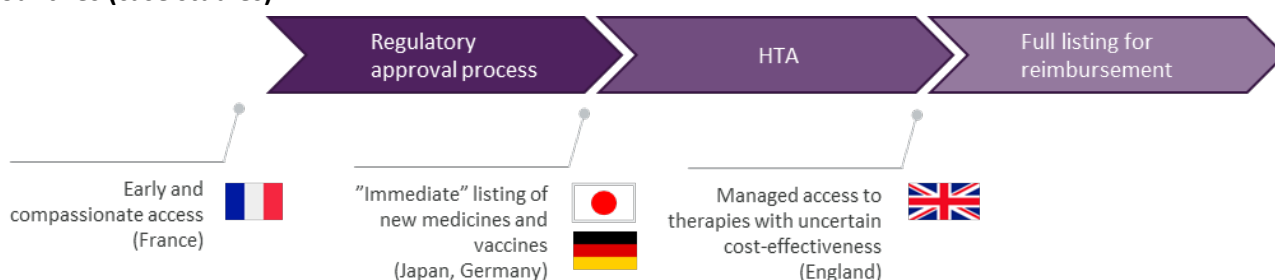 Regulatory
approval process
HTA
Full listing for
reimbursement
Early and
compassionate access
(France)
”Immediate” listing of
new medicines and
vaccines
(Japan, Germany)
Managed access to
therapies with uncertain
cost-effectiveness
(England)